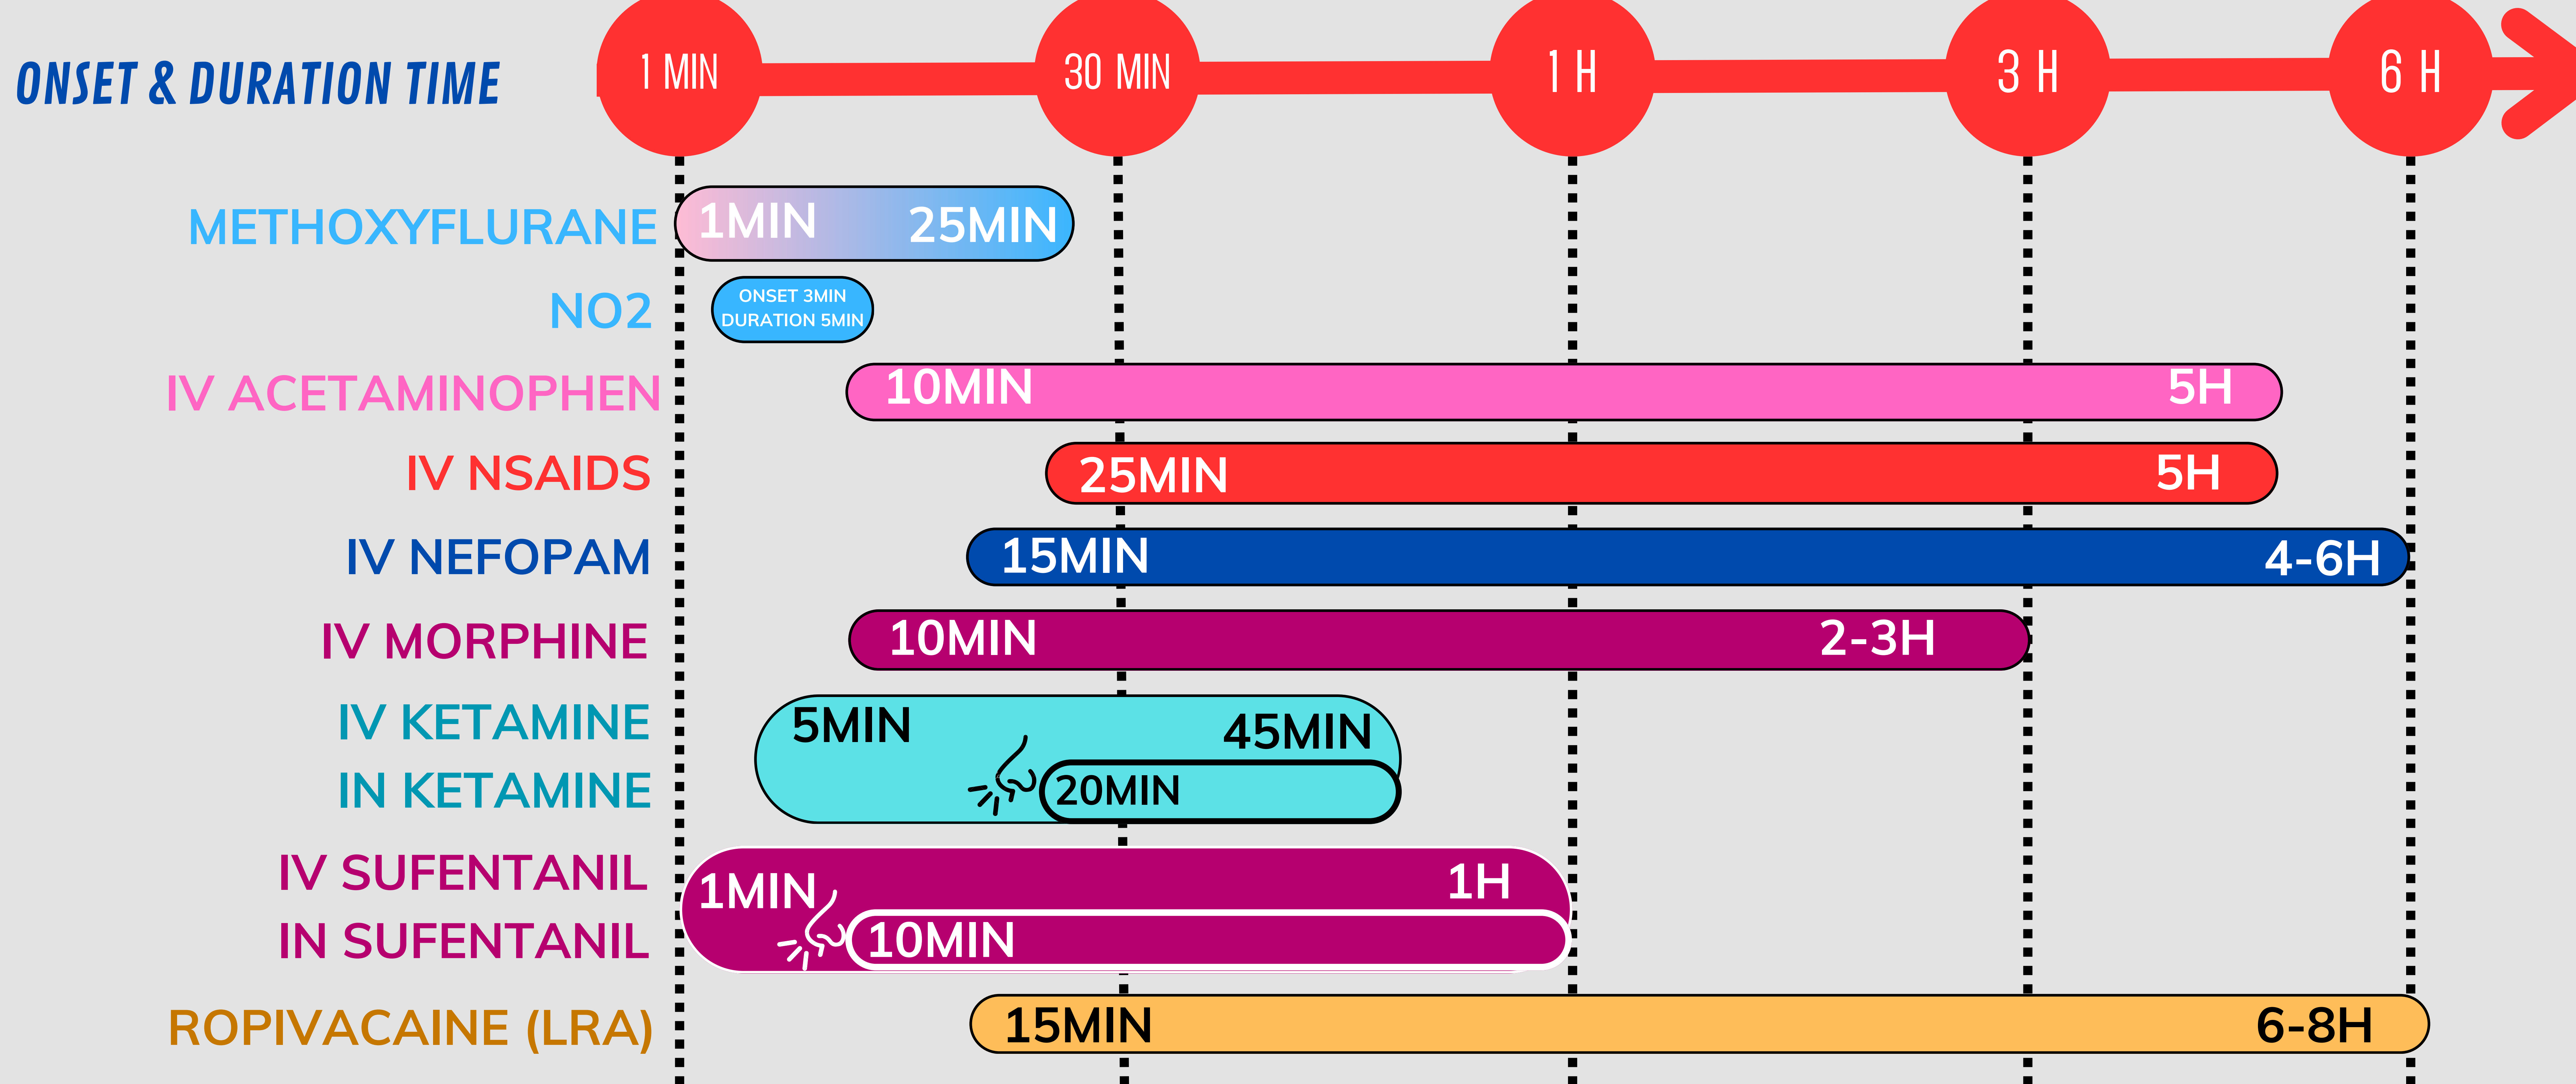 ONSET & DURATION TIME
1 MIN
30 MIN
1 H
3 H
6 H
METHOXYFLURANE
1MIN
25MIN
NO2
ONSET 3MIN
DURATION 5MIN
IV ACETAMINOPHEN
10MIN
5H
IV NSAIDS
25MIN
5H
IV NEFOPAM
15MIN
4-6H
IV MORPHINE
10MIN
2-3H
IV KETAMINE
5MIN
45MIN
IN KETAMINE
20MIN
IV SUFENTANIL
1MIN
1H
IN SUFENTANIL
10MIN
ROPIVACAINE (LRA)
15MIN
6-8H